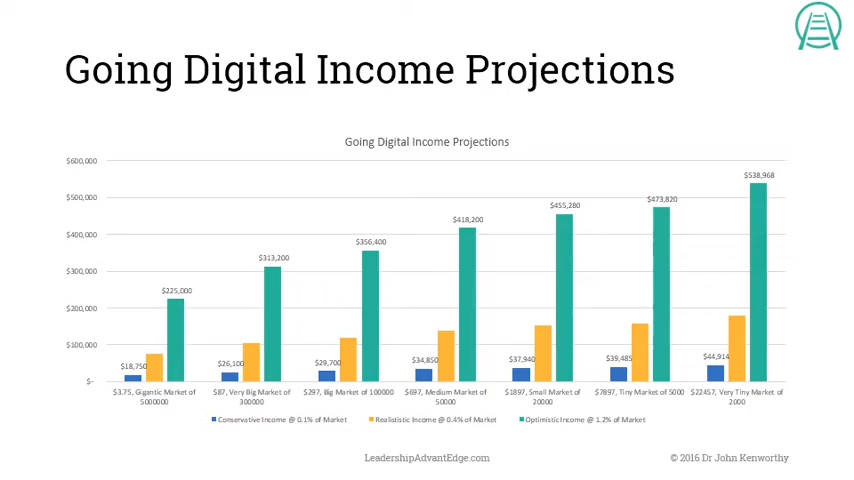 Going Digital Income Projections
Going Digital Income Projections
$600,000
$500,000
$400,000
$300,000
$200,000
$100,000
$-
$18,750
$225,000
$26,100
$313,200
$29,700
$356,400
$34,850
$418,200
$37,940
$455,280
$39,485
$473,820
$44,914
$538,968
$3.75, Gigantic Market of
5000000
$87, Very Big Market of
300000
$297, Big Market of 100000
$697, Medium Market of
50000
$1897, Small Market of
20000
$7897, Tiny Market of 5000
$22457, Very Tiny Market of
2000
Conservative Income @ 0.1% of Market
Realististic Income @ 0.4% of Market
Optimistic Income @ 1.2% of Market
LeadershipAdvantEdge.com
© 2016 Dr John Kenworthy